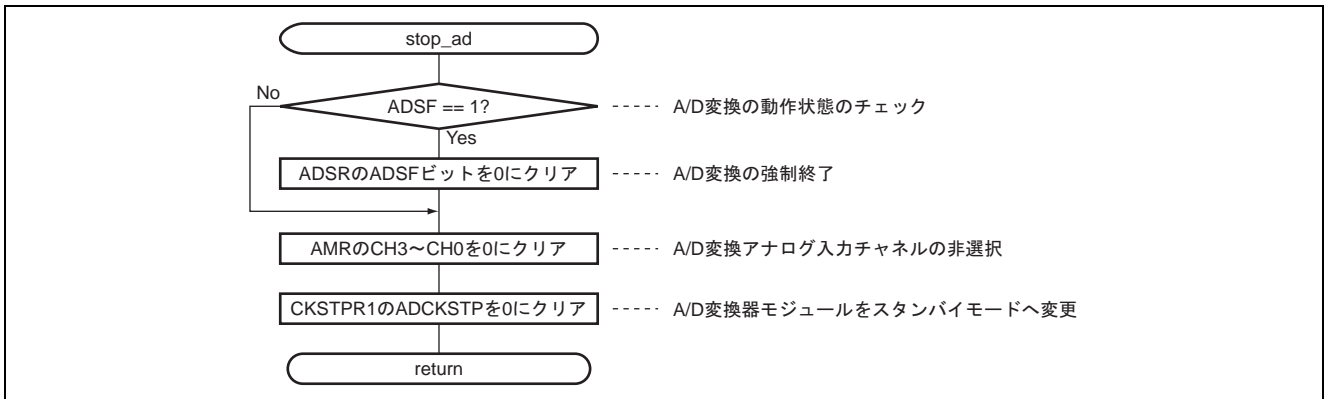 stop_ad
No
ADSF == 1?
A/D変換の動作状態のチェック
Yes
ADSRのADSFビットを0にクリア
A/D変換の強制終了
AMRのCH3～CH0を0にクリア
A/D変換アナログ入力チャネルの非選択
CKSTPR1のADCKSTPを0にクリア
A/D変換器モジュールをスタンバイモードへ変更
return